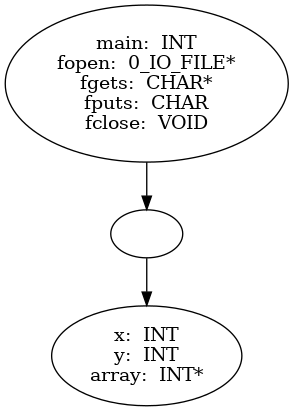 main:  INT
fopen:  0_IO_FILE*
fgets:  CHAR*
fputs:  CHAR
fclose:  VOID
x:  INT
y:  INT
array:  INT*